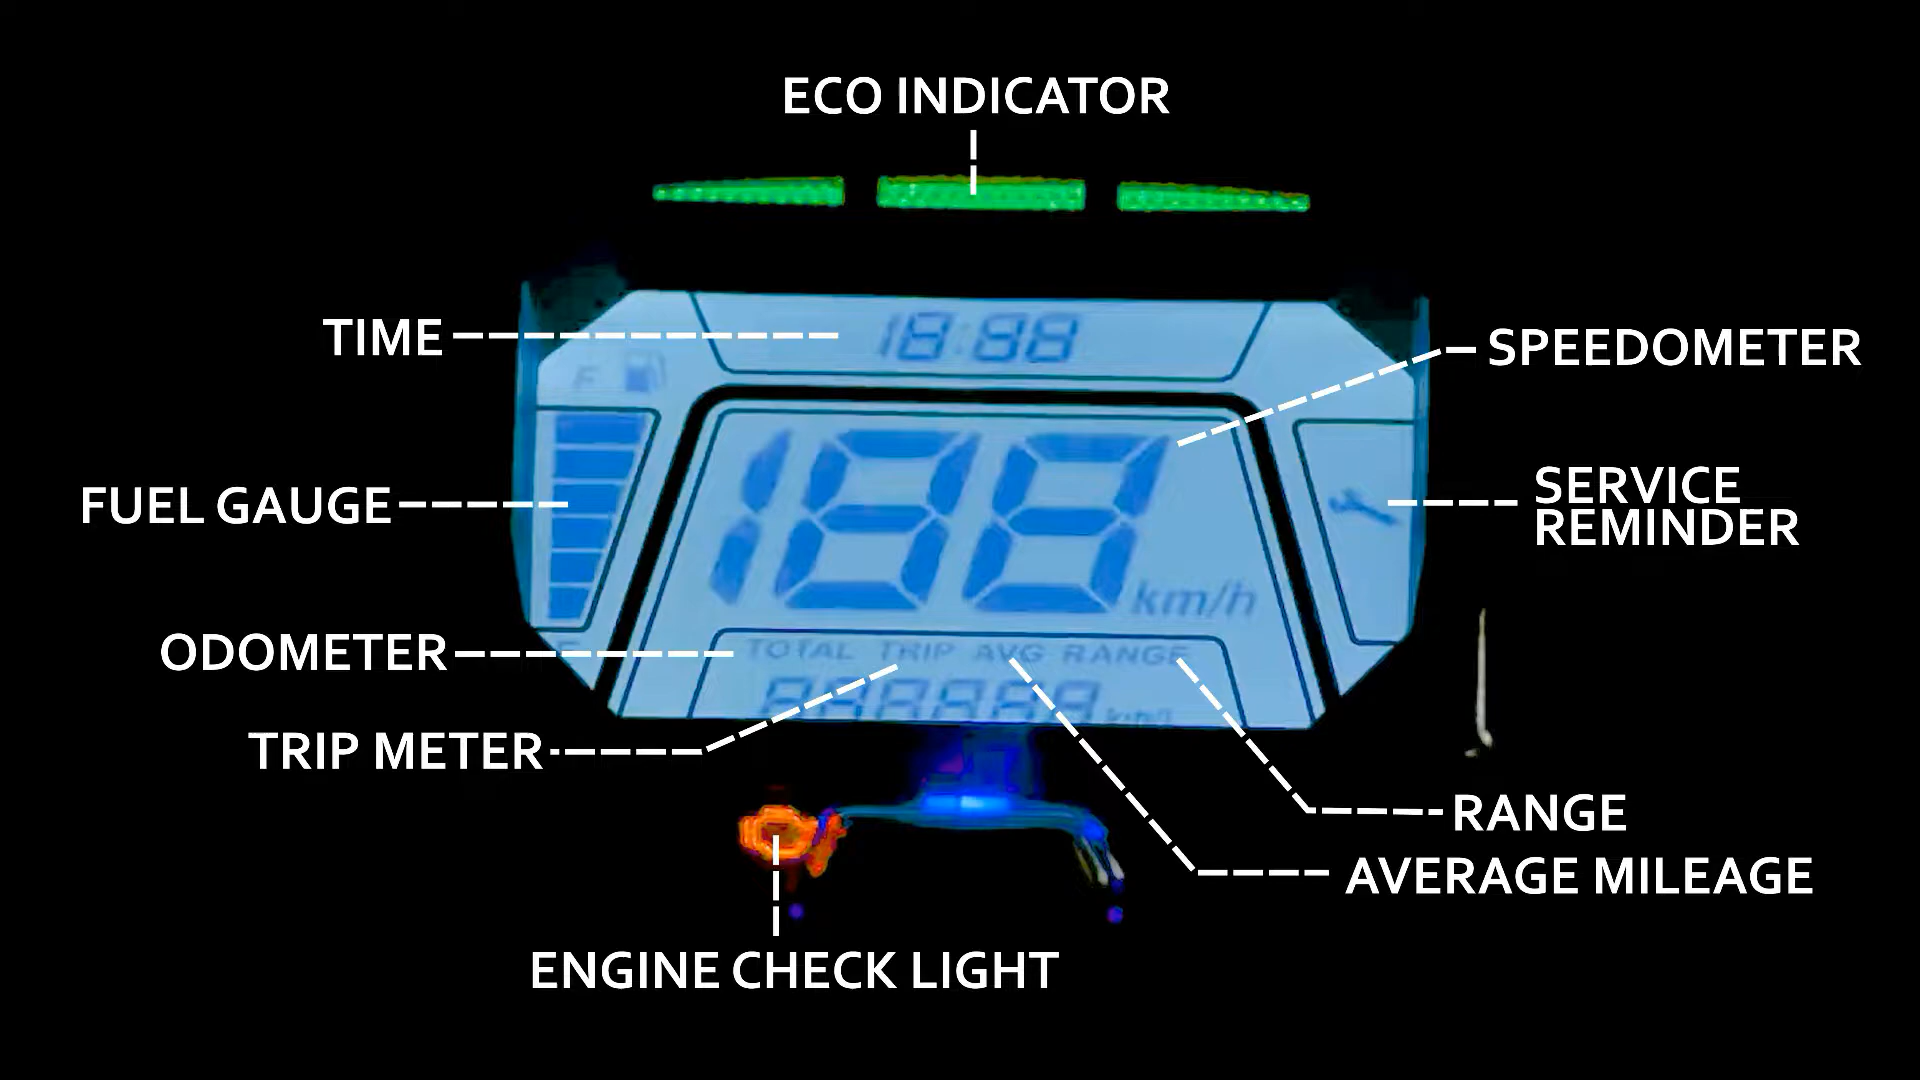 ECO INDICATOR
TIME
18:88
SPEEDOMETER
F
188
km/h
FUEL GAUGE
SERVICE
REMINDER
ODOMETER
TOTAL TRIP AVG RANGE
888888
TRIP METER
RANGE
AVERAGE MILEAGE
ENGINE CHECK LIGHT